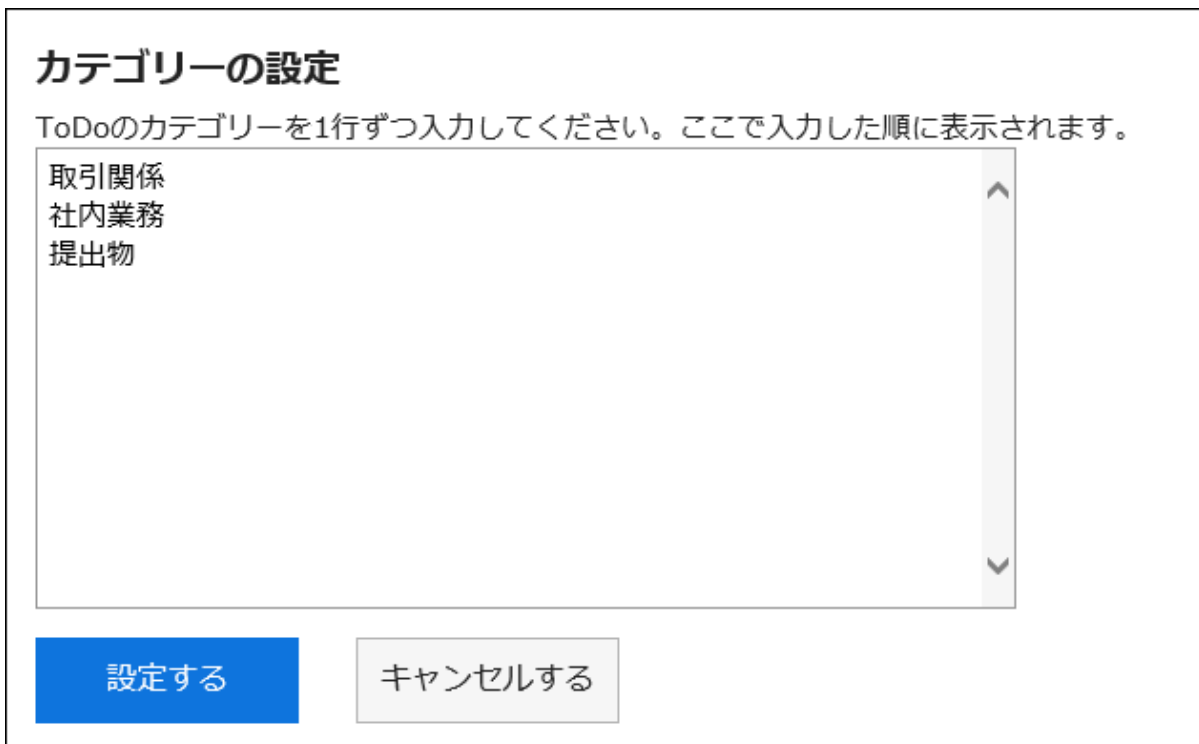 カテゴリーの設定
ToDoのカテゴリーを1行ずつ入力してください。ここで入力した順に表示されます。
取引関係
社内業務
提出物
設定する
キャンセルする